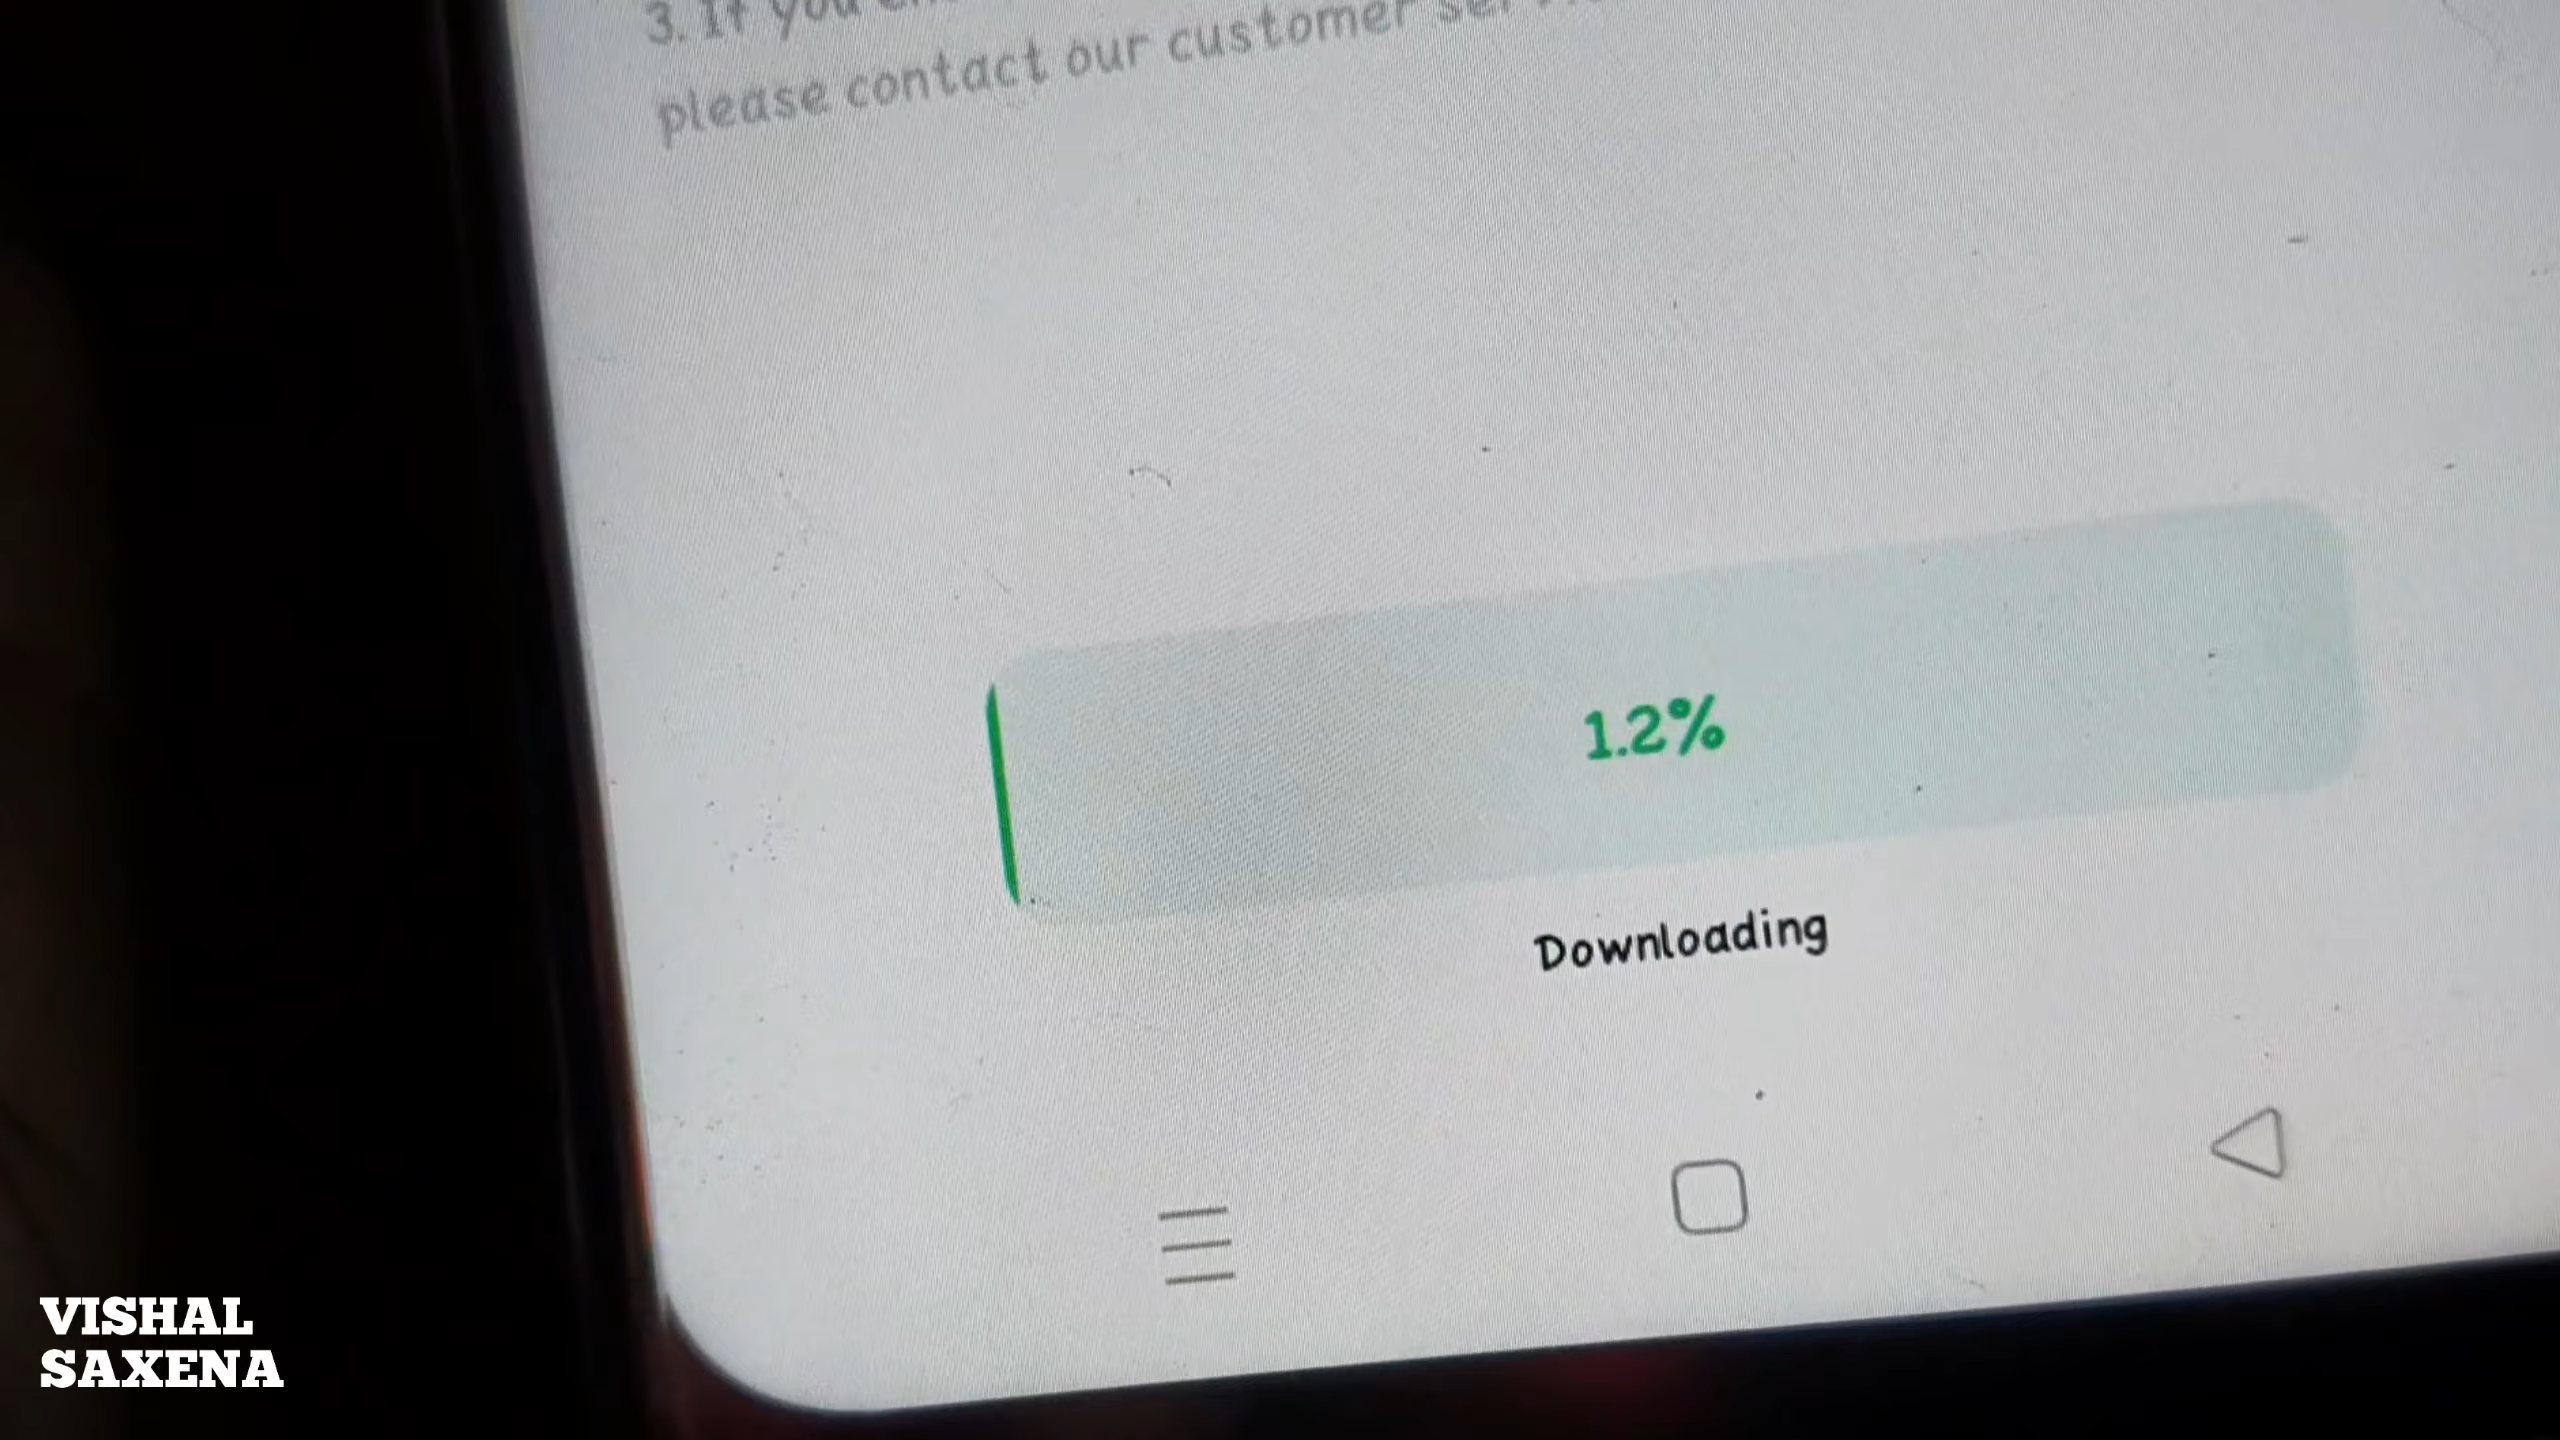 3. If you
please contact our customer
1.2%
Downloading
VISHAL
SAXENA